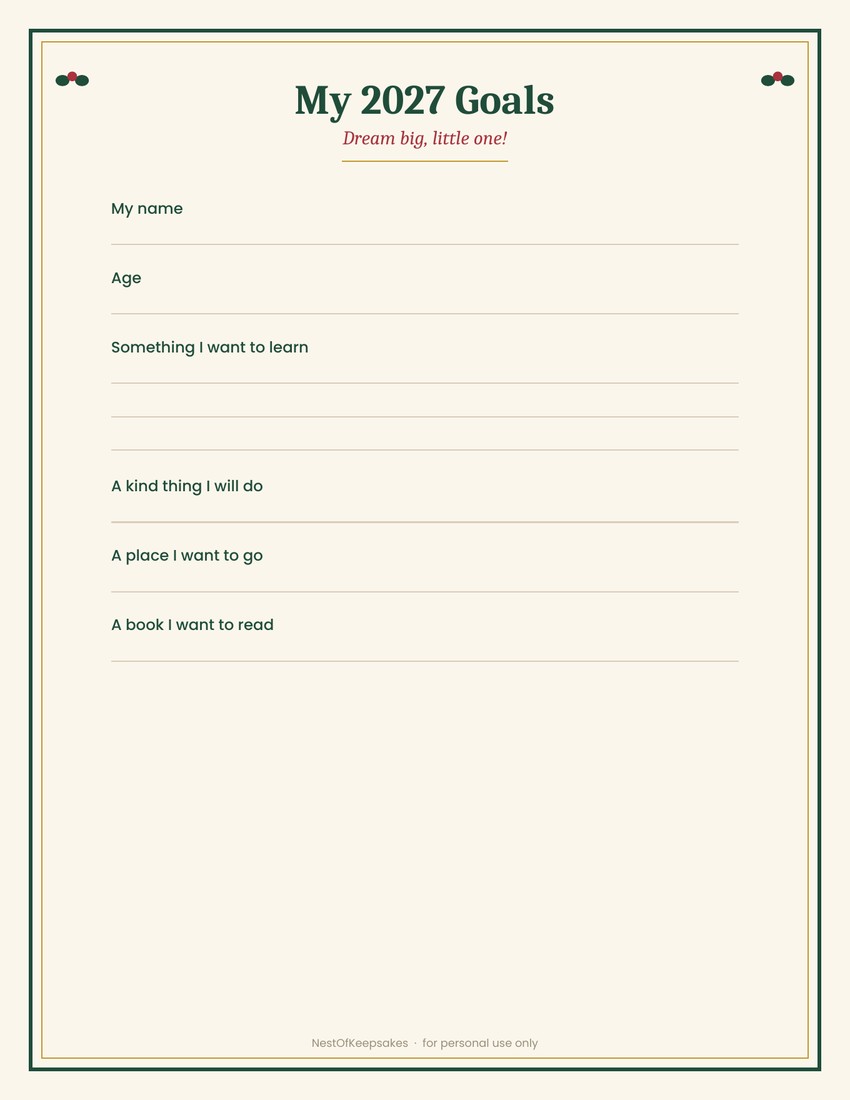 My 2027 Goals
Dream big, little one!
My name
Age
Something I want to learn
A kind thing I will do
A place I want to go
A book I want to read
NestOfKeepsakes · for personal use only